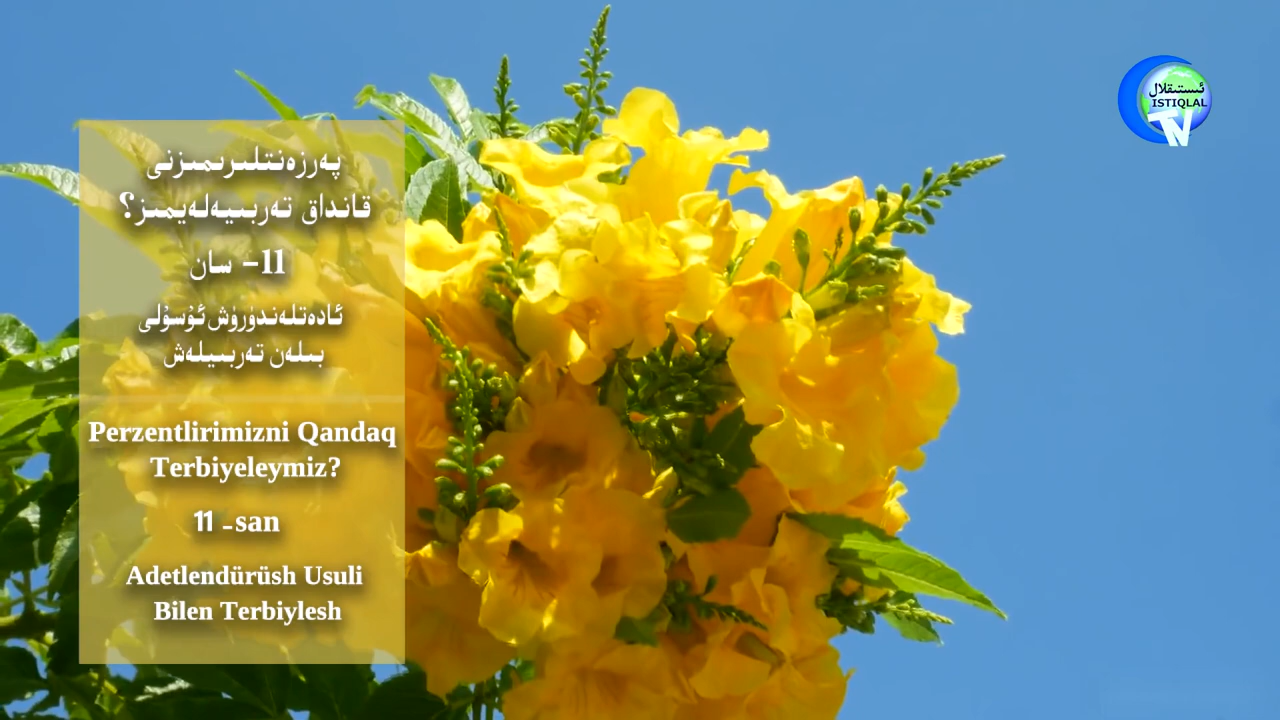 پەرزەنتلىرىمىزنى
قانداق تەربىيەلەيمىز؟
11- سان
ئادەتلەندۈرۈش ئۇسۇلى
بىلەن تەربىيلەش
Perzentlirimizni Qandaq
Terbiyeleymiz?
11 -san
Adetlendürüsh Usuli
Bilen Terbiylesh
ئىستىقلال
ISTIQLAL
TV